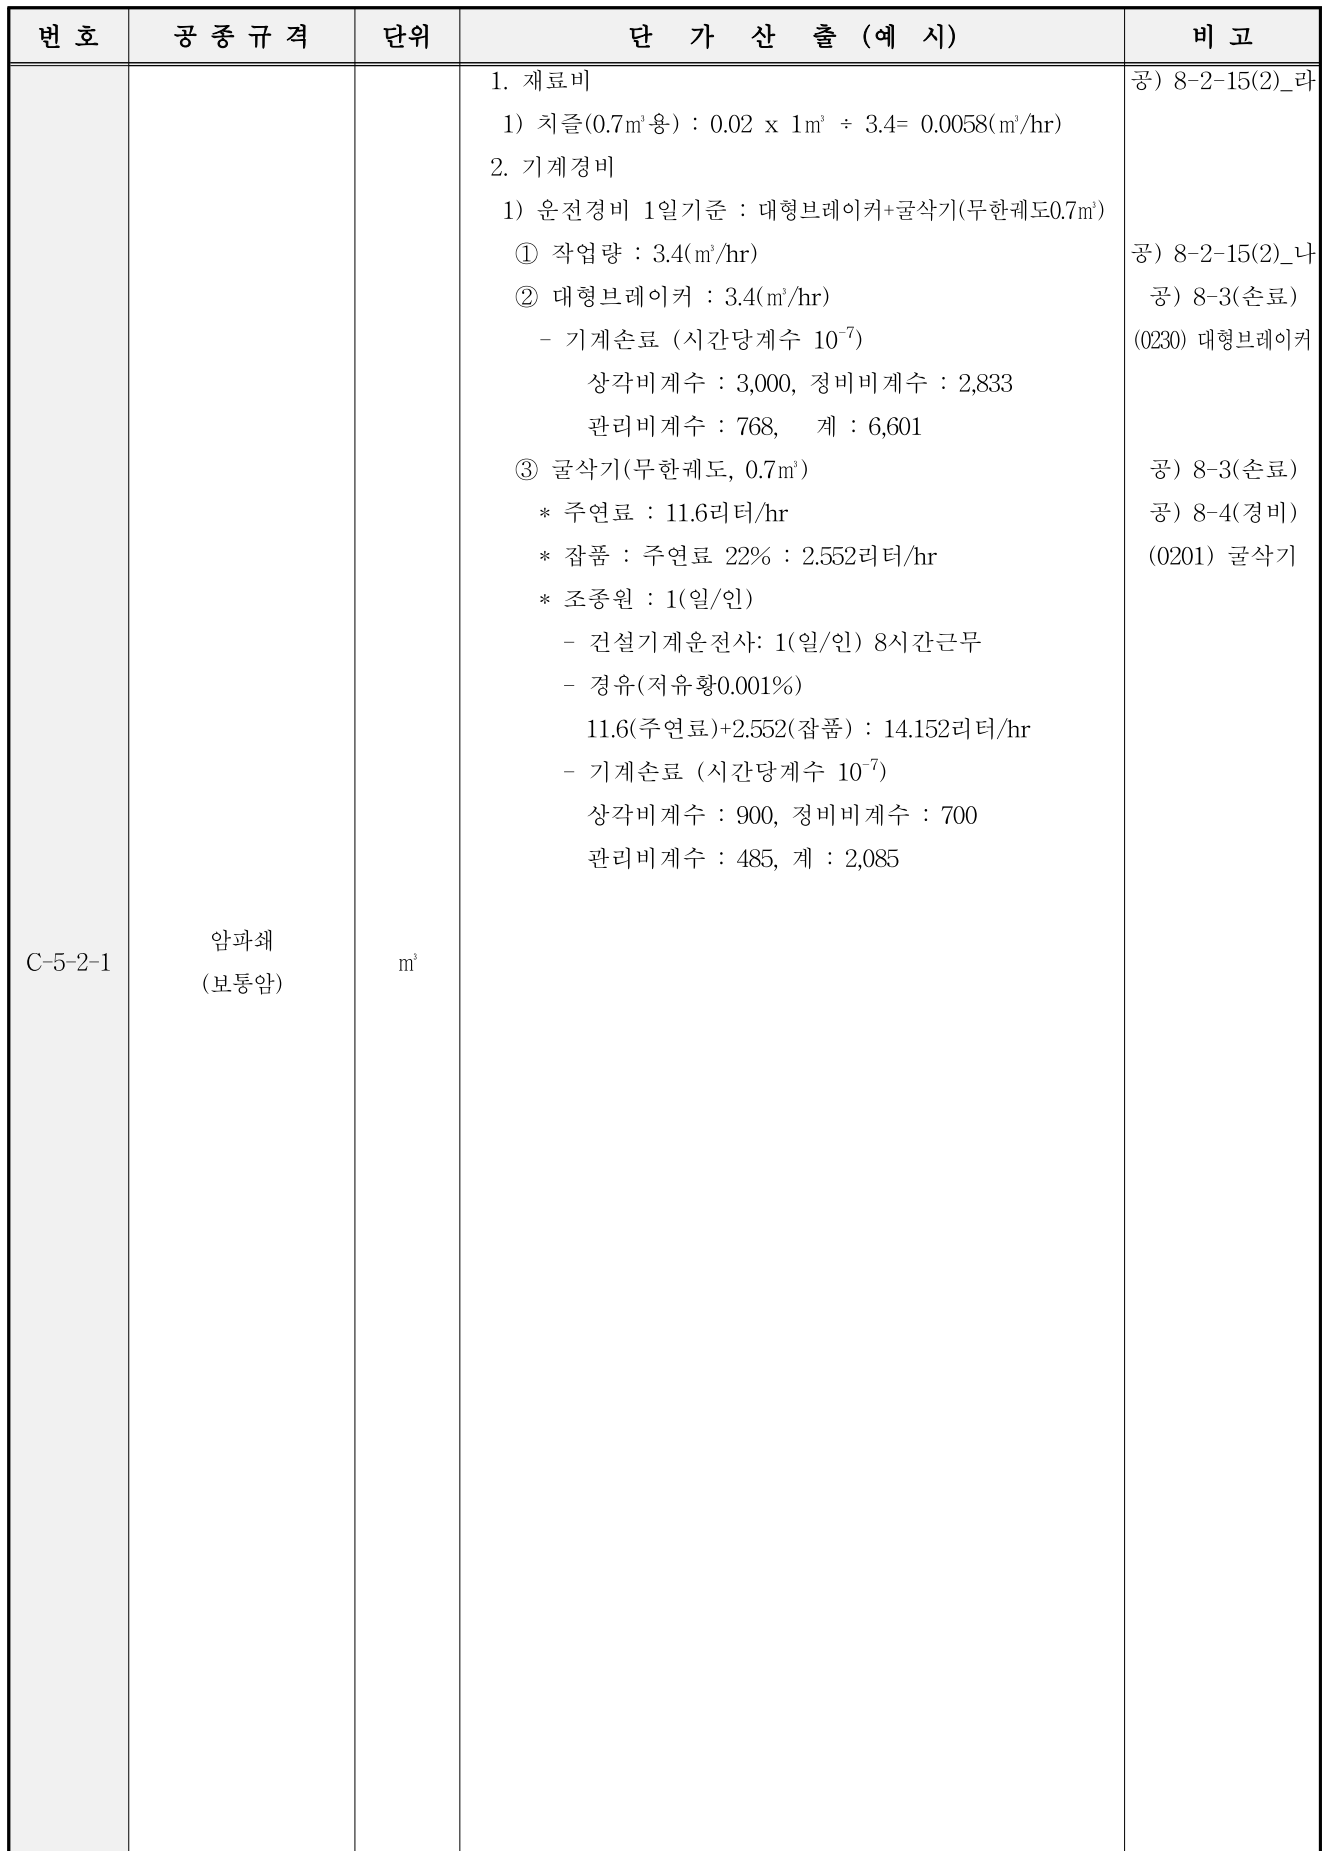 번 호 공 종 규 격 단위 단 가 산 출 (예 시) 비 고
1. 재료비 공) 8-2-15(2)_라
1) 치즐(0.7㎥용) : 0.02 x 1㎥ ÷ 3.4= 0.0058(㎥/hr)
2. 기계경비
1) 운전경비 1일기준 : 대형브레이커+굴삭기(무한궤도0.7㎥)
① 작업량 : 3.4(㎥/hr) 공) 8-2-15(2)_나
② 대형브레이커 : 3.4(㎥/hr) 공) 8-3(손료)
- 기계손료 (시간당계수 10⁻⁷) (0230) 대형브레이커
상각비계수 : 3,000, 정비비계수 : 2,833
관리비계수 : 768, 계 : 6,601
③ 굴삭기(무한궤도, 0.7㎥) 공) 8-3(손료)
* 주연료 : 11.6리터/hr 공) 8-4(경비)
* 잡품 : 주연료 22% : 2.552리터/hr (0201) 굴삭기
* 조종원 : 1(일/인)
- 건설기계운전사: 1(일/인) 8시간근무
- 경유(저유황0.001%)
11.6(주연료)+2.552(잡품) : 14.152리터/hr
- 기계손료 (시간당계수 10⁻⁷)
상각비계수 : 900, 정비비계수 : 700
관리비계수 : 485, 계 : 2,085
C-5-2-1 암파쇄 ㎥
(보통암)